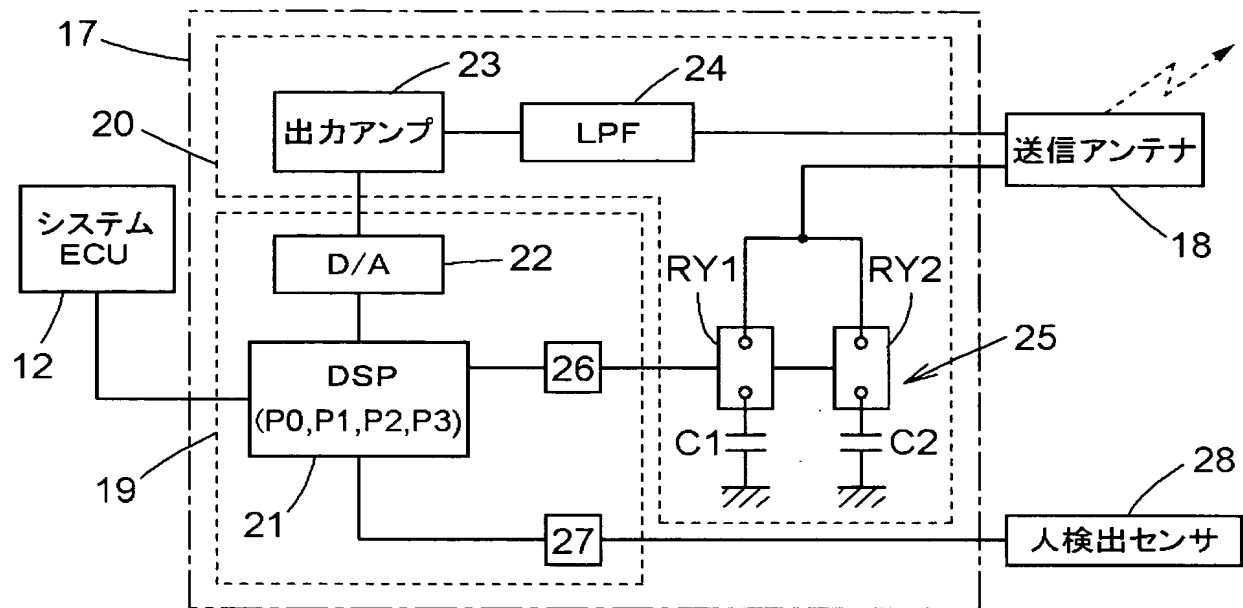 17
23
24
20
出力アンプ
LPF
送信アンテナ
18
システム
ECU
12
D/A
22
RY1
RY2
25
DSP
(P0,P1,P2,P3)
26
C1
C2
19
21
27
28
人検出センサ